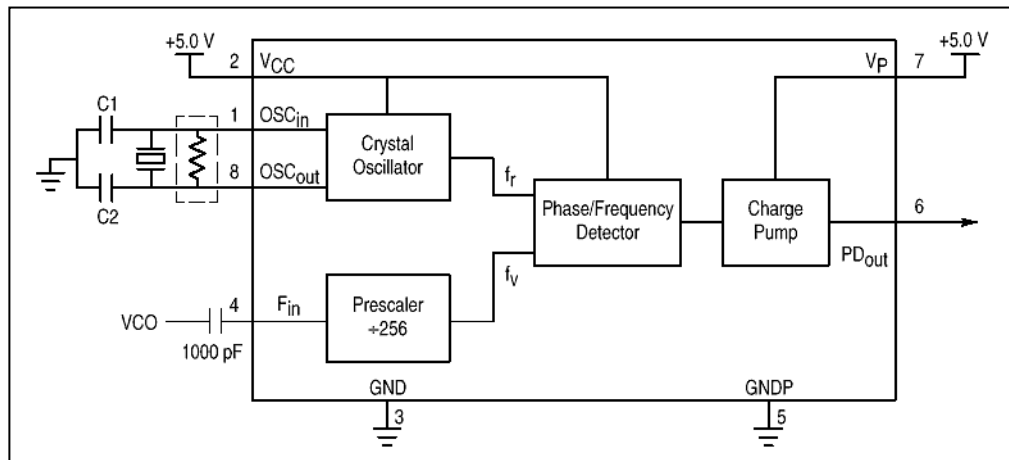 +5.0 V
+5.0 V
2
VCC
VP
7
C1
1
OSCin
Crystal
Oscillator
fr
8
OSCout
C2
Phase/Frequency
Detector
Charge
Pump
6
PDout
fv
VCO
4
Fin
Prescaler
÷256
1000 pF
GND
GNDP
3
5